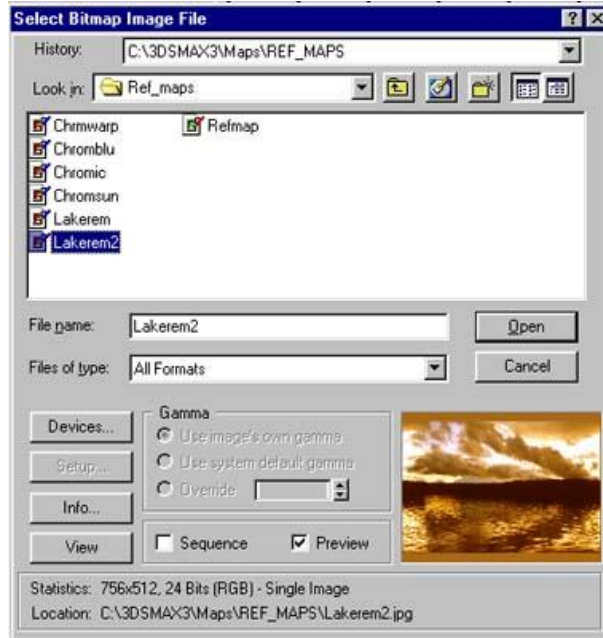 Select Bitmap Image File
History: C:\3DSMAX3\Maps\REF_MAPS
Look in: Ref_maps
Chrmwarp Refmap
Chromblu
Chromic
Chromsun
Lakerem
Lakerem2
File name: Lakerem2 Open
Files of type: All Formats Cancel
Devices... Gamma
Use image's own gamma
Setup... Use system default gamma
Override
Info...
View Sequence Preview
Statistics: 756x512, 24 Bits (RGB) - Single Image
Location: C:\3DSMAX3\Maps\REF_MAPS\Lakerem2.jpg